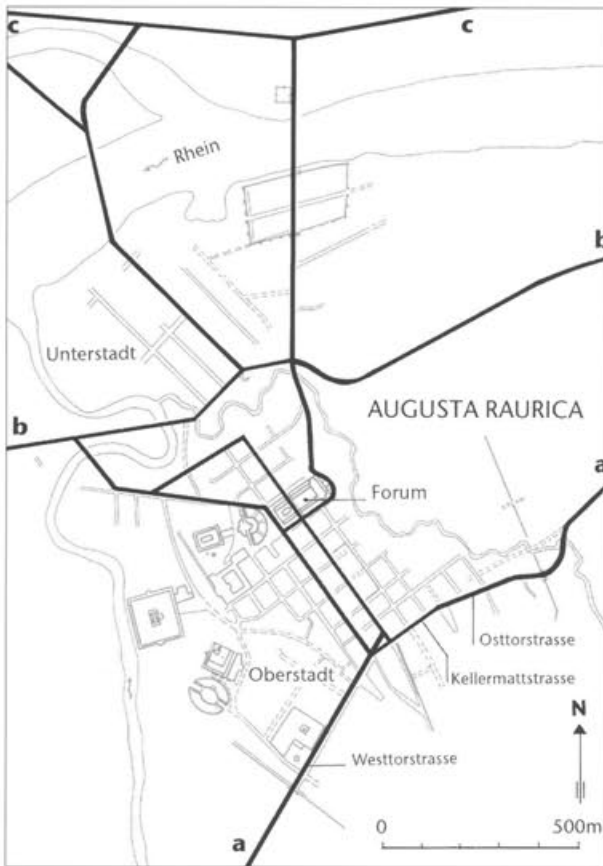 c
c
Rhein
b
Unterstadt
AUGUSTA RAURICA
b
a
Forum
Osttorstrasse
Oberstadt
Kellermattstrasse
N
Westtorstrasse
0
500m
a